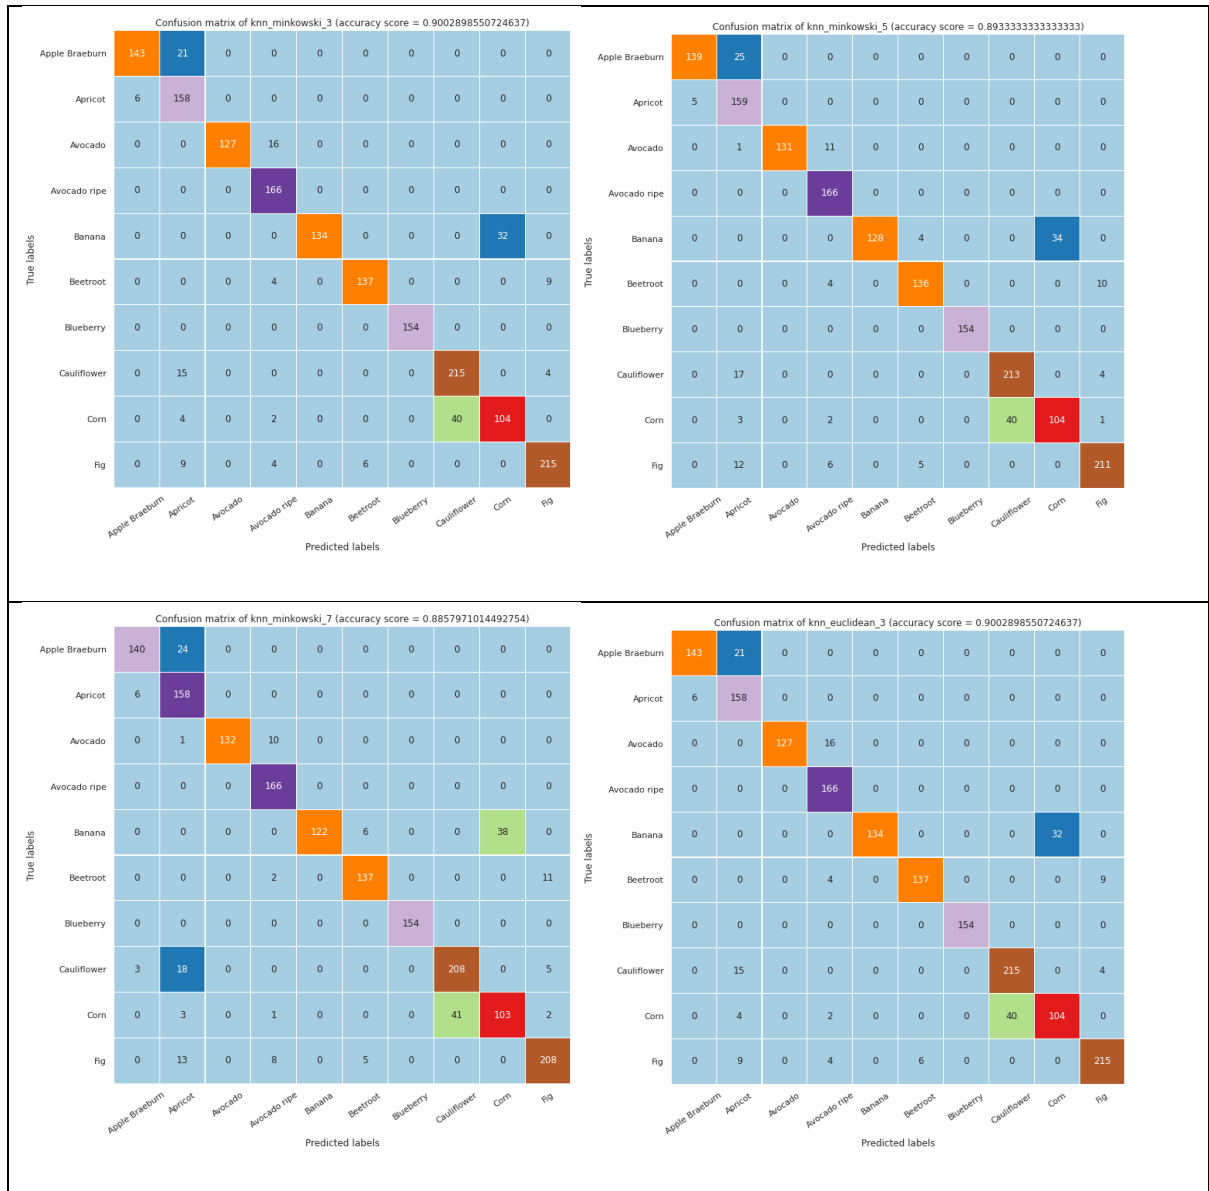 Confusion matrix of knn_minkowski_3 (accuracy score = 0.9002898550724637)
True labels
Apple Braeburn 143 21 0 0 0 0 0 0 0 0
Apricot 6 158 0 0 0 0 0 0 0 0
Avocado 0 0 127 16 0 0 0 0 0 0
Avocado ripe 0 0 0 166 0 0 0 0 0 0
Banana 0 0 0 0 134 0 0 0 32 0
Beetroot 0 0 0 4 0 137 0 0 0 9
Blueberry 0 0 0 0 0 0 154 0 0 0
Cauliflower 0 15 0 0 0 0 0 215 0 4
Corn 0 4 0 2 0 0 0 40 104 0
Fig 0 9 0 4 0 6 0 0 0 215
Apple Braeburn Apricot Avocado Avocado ripe Banana Beetroot Blueberry Cauliflower Corn Fig
Predicted labels
Confusion matrix of knn_minkowski_5 (accuracy score = 0.8933333333333333)
True labels
Apple Braeburn 139 25 0 0 0 0 0 0 0 0
Apricot 5 159 0 0 0 0 0 0 0 0
Avocado 0 1 131 11 0 0 0 0 0 0
Avocado ripe 0 0 0 166 0 0 0 0 0 0
Banana 0 0 0 0 128 4 0 0 34 0
Beetroot 0 0 0 4 0 136 0 0 0 10
Blueberry 0 0 0 0 0 0 154 0 0 0
Cauliflower 0 17 0 0 0 0 0 213 0 4
Corn 0 3 0 2 0 0 0 40 104 1
Fig 0 12 0 6 0 5 0 0 0 211
Apple Braeburn Apricot Avocado Avocado ripe Banana Beetroot Blueberry Cauliflower Corn Fig
Predicted labels
Confusion matrix of knn_minkowski_7 (accuracy score = 0.8857971014492754)
True labels
Apple Braeburn 140 24 0 0 0 0 0 0 0 0
Apricot 6 158 0 0 0 0 0 0 0 0
Avocado 0 1 132 10 0 0 0 0 0 0
Avocado ripe 0 0 0 166 0 0 0 0 0 0
Banana 0 0 0 0 122 6 0 0 38 0
Beetroot 0 0 0 2 0 137 0 0 0 11
Blueberry 0 0 0 0 0 0 154 0 0 0
Cauliflower 3 18 0 0 0 0 0 208 0 5
Corn 0 3 0 1 0 0 0 41 103 2
Fig 0 13 0 8 0 5 0 0 0 208
Apple Braeburn Apricot Avocado Avocado ripe Banana Beetroot Blueberry Cauliflower Corn Fig
Predicted labels
Confusion matrix of knn_euclidean_3 (accuracy score = 0.9002898550724637)
True labels
Apple Braeburn 143 21 0 0 0 0 0 0 0 0
Apricot 6 158 0 0 0 0 0 0 0 0
Avocado 0 0 127 16 0 0 0 0 0 0
Avocado ripe 0 0 0 166 0 0 0 0 0 0
Banana 0 0 0 0 134 0 0 0 32 0
Beetroot 0 0 0 4 0 137 0 0 0 9
Blueberry 0 0 0 0 0 0 154 0 0 0
Cauliflower 0 15 0 0 0 0 0 215 0 4
Corn 0 4 0 2 0 0 0 40 104 0
Fig 0 9 0 4 0 6 0 0 0 215
Apple Braeburn Apricot Avocado Avocado ripe Banana Beetroot Blueberry Cauliflower Corn Fig
Predicted labels